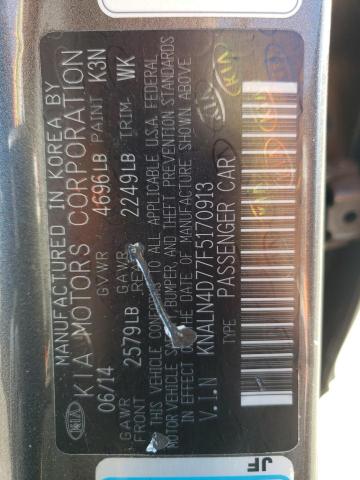 MANUFACTURED IN KOREA BY
KIA MOTORS CORPORATION
06/14 GVWR 4696LB PAINT K3N
GAWR FRONT 2579LB GAWR REAR 2249LB TRIM WK
THIS VEHICLE CONFORMS TO ALL APPLICABLE U.S.A. FEDERAL
MOTOR VEHICLE SAFETY, BUMPER, AND THEFT PREVENTION STANDARDS
IN EFFECT ON THE DATE OF MANUFACTURE SHOWN ABOVE
V.I.N KNALN4D77F5170913
TYPE PASSENGER CAR
KIA
JF